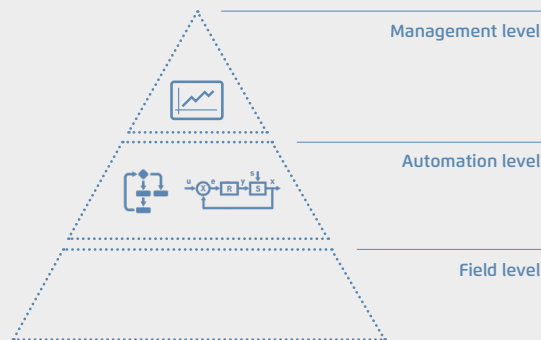 Management level
Automation level
u e y s x
X R S
Field level